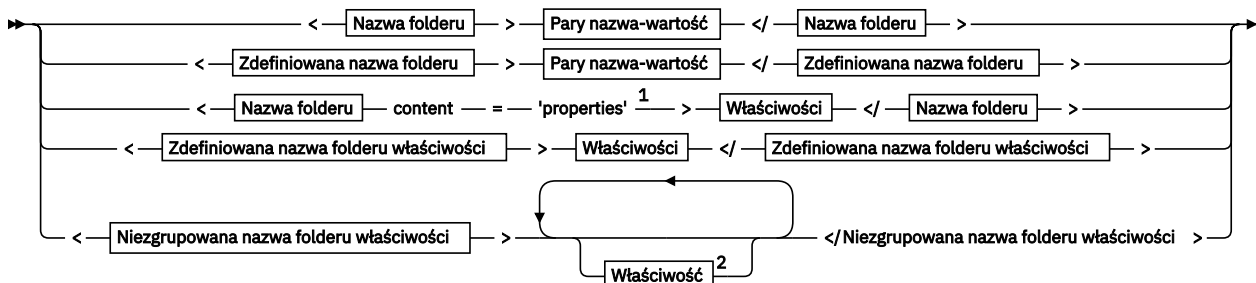 < Nazwa folderu > Pary nazwa-wartość </ Nazwa folderu >
< Zdefiniowana nazwa folderu > Pary nazwa-wartość </ Zdefiniowana nazwa folderu >
< Nazwa folderu content = 'properties' 1 > Właściwości </ Nazwa folderu >
< Zdefiniowana nazwa folderu właściwości > Właściwości </ Zdefiniowana nazwa folderu właściwości >
< Niezgrupowana nazwa folderu właściwości > </ Niezgrupowana nazwa folderu właściwości >
Właściwość 2